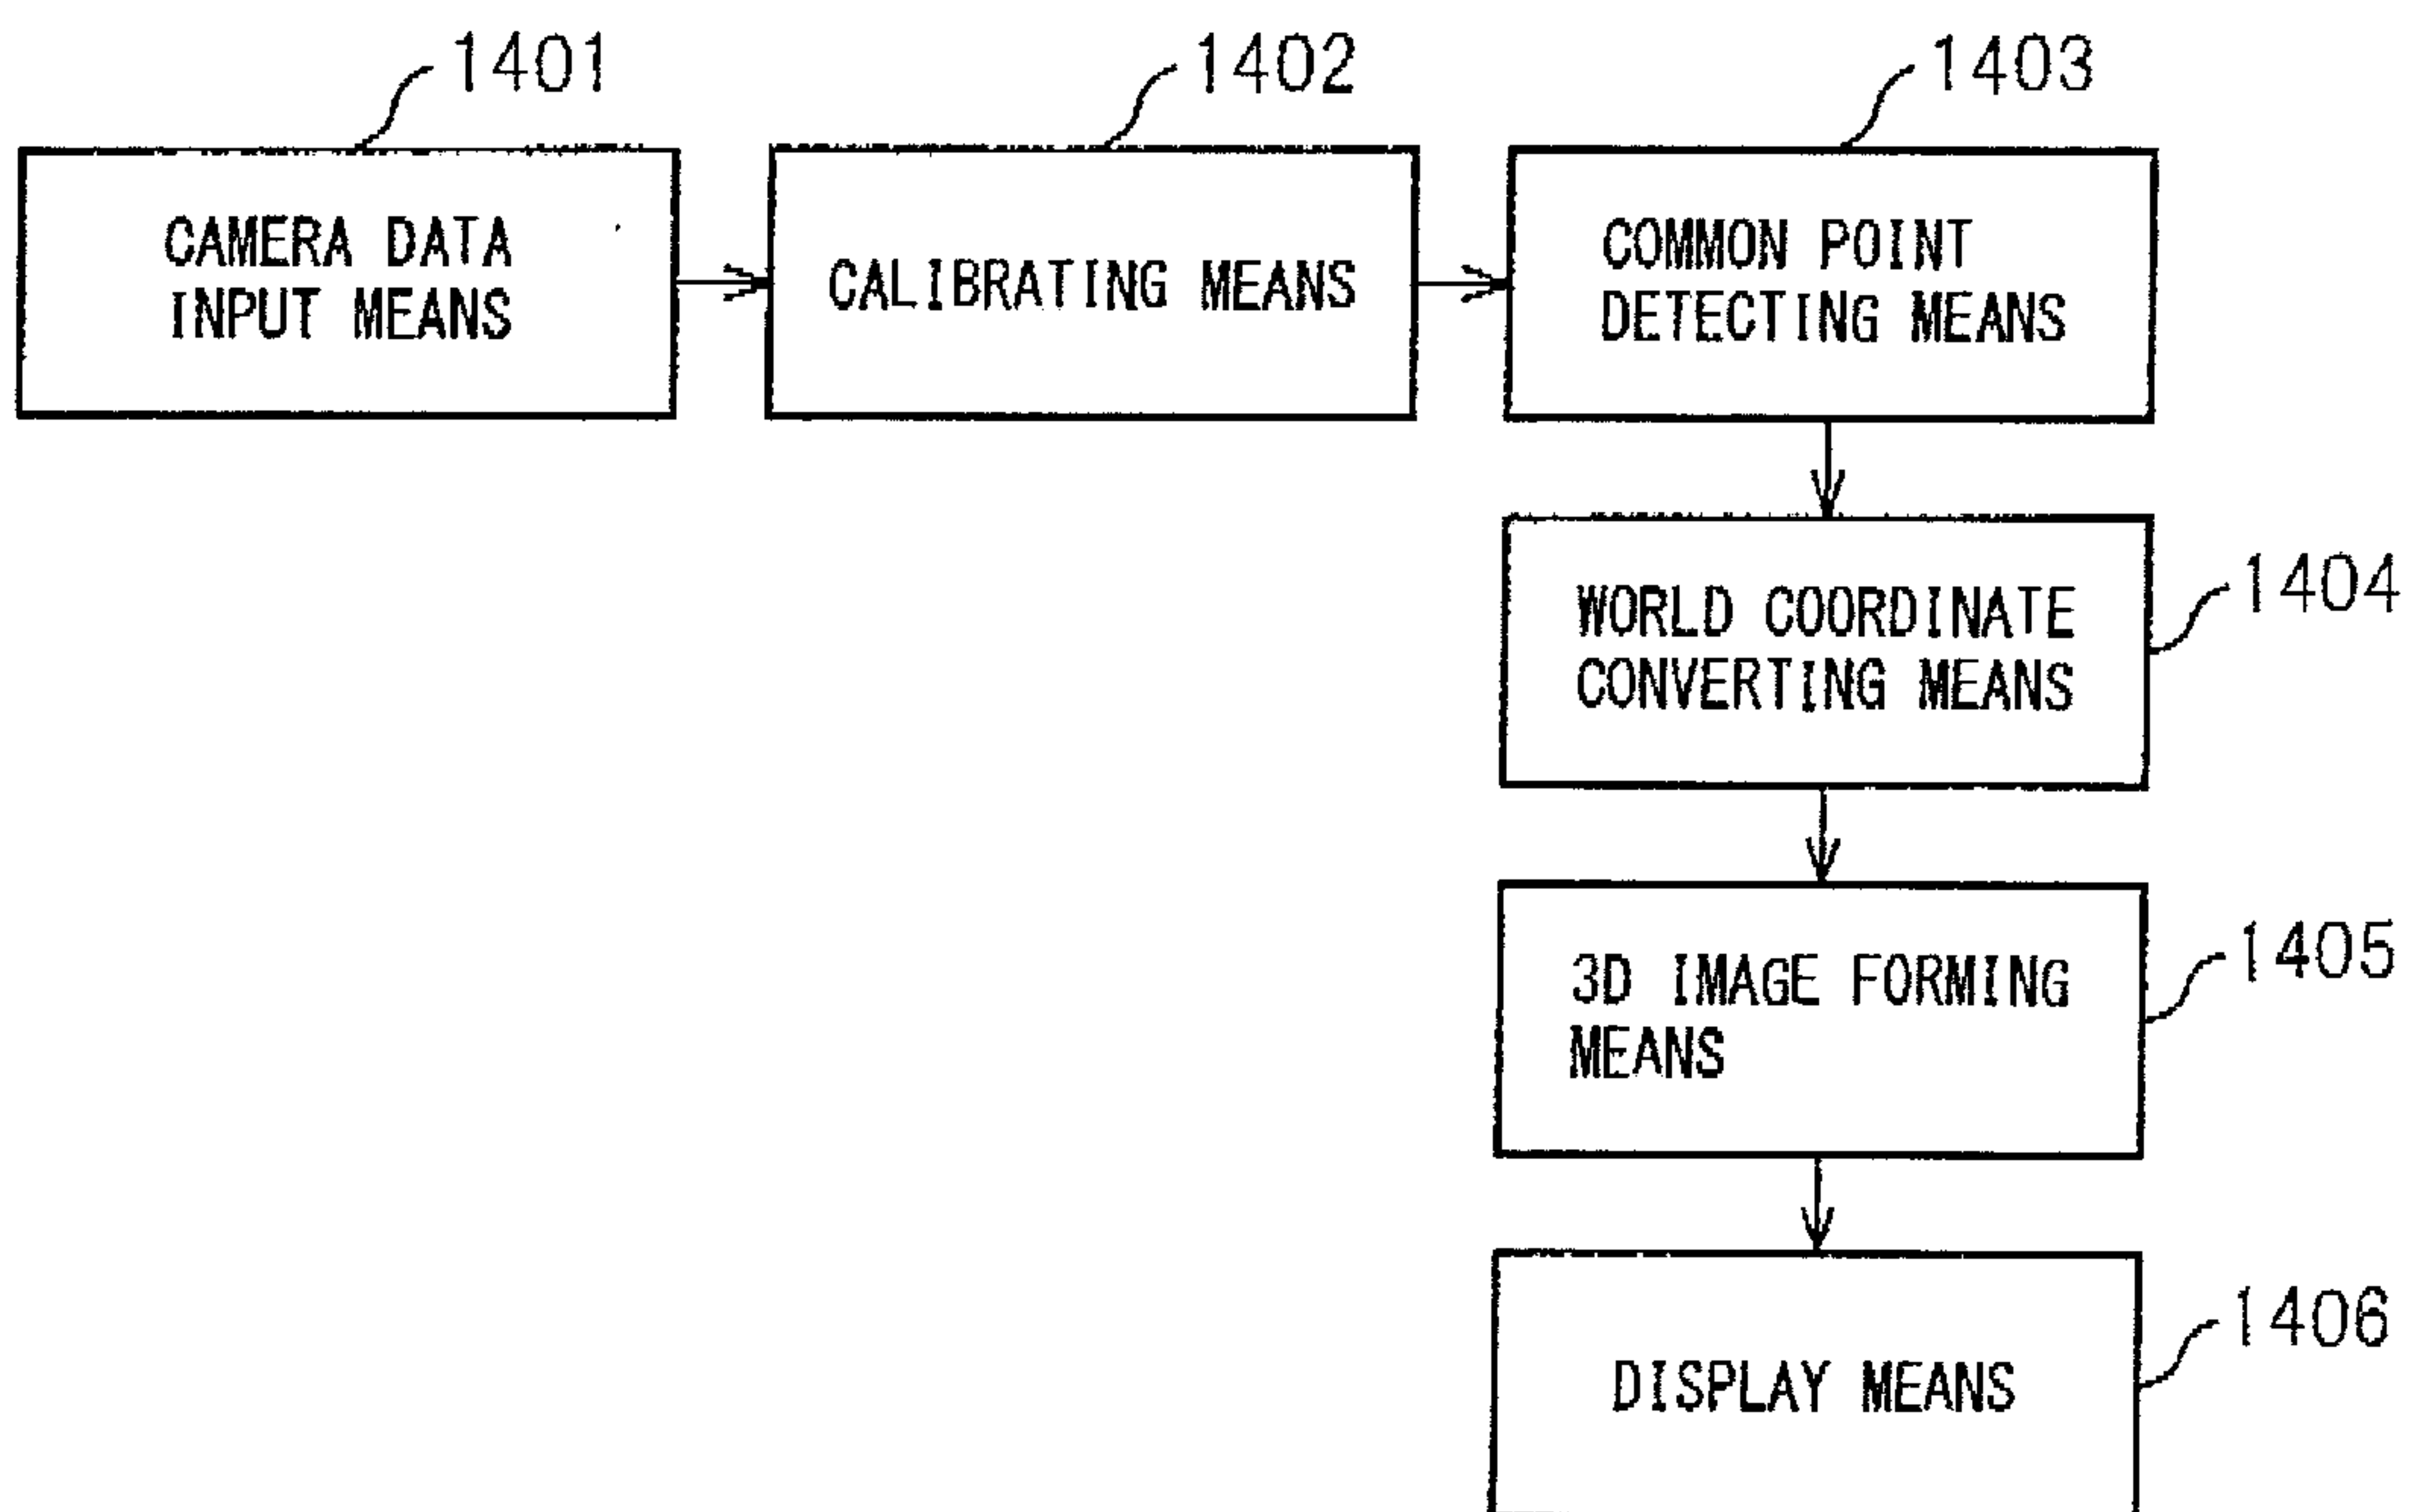 1401
1402
1403
CAMERA DATA
INPUT MEANS
CALIBRATING MEANS
COMMON POINT
DETECTING MEANS
1404
WORLD COORDINATE
CONVERTING MEANS
1405
3D IMAGE FORMING
MEANS
1406
DISPLAY MEANS